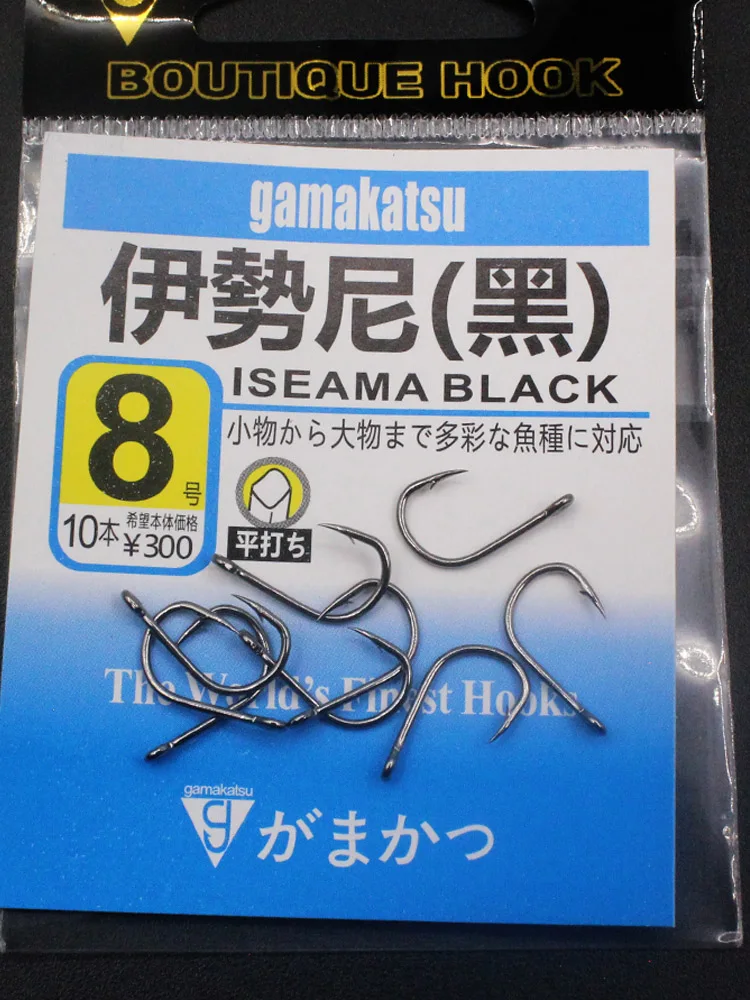 BOUTIQUE HOOK
gamakatsu
伊勢尼(黒)
ISEAMA BLACK
小物から大物まで多彩な魚種に対応
8号
10本 希望本体価格 ¥300
平打ち
The World's Finest Hooks
gamakatsu
がまかつ